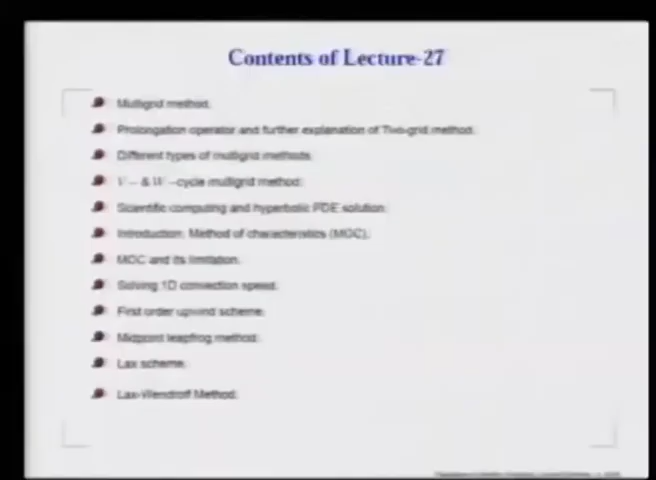 Contents of Lecture-27
Multigrid method.
Prolongation operator and further explanation of Two-grid method.
Different types of multigrid methods.
V – & W –cycle multigrid method.
Scientific computing and hyperbolic PDE solution.
Introduction: Method of characteristics (MOC).
MOC and its limitation.
Solving 1D convection speed.
First order upwind scheme.
Midpoint leapfrog method.
Lax scheme.
Lax-Wendroff Method.